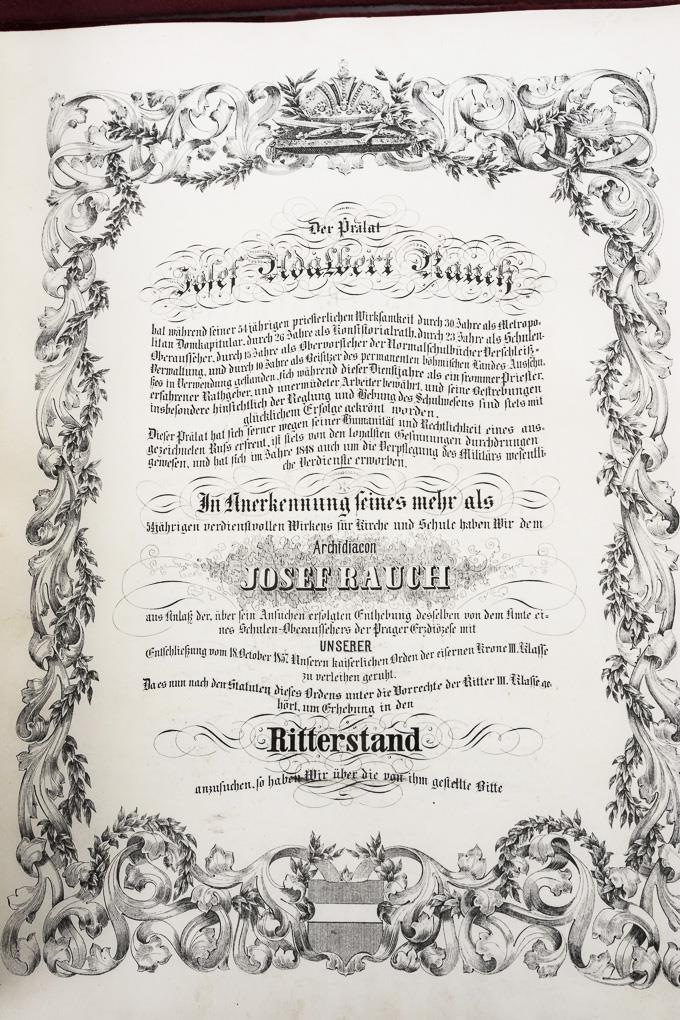 Der Prälat
Josef Adalbert Rauch
hat während seiner 54 jährigen priesterlichen Wirksamkeit durch 30 Jahre als Metropo-
litan Domkapitular, durch 26 Jahre als Konsistorialrath, durch 23 Jahr als Schulen-
Oberaufseher, durch 15 Jahre als Obervorsteher der Normalschulbücher Verschleiß-
Verwaltung, und durch 10 Jahre als Beisitzer des permanenten böhmischen Landes Ausschu-
ßes in Verwendung gestanden, sich während dieser Dienstjahre als ein frommer Priester,
erfahrener Rathgeber, und unermüdeter Arbeiter bewährt, und seine Bestrebungen
insbesondere hinsichtlich der Reglung und Hebung des Schulwesens sind stets mit
glücklichem Erfolge gekrönt worden.
Dieser Prälat hat sich ferner wegen seiner Humanität und Rechtlichkeit eines aus-
gezeichneten Rufs erfreut, ist stets von den loyalsten Gesinnungen durchdrungen
gewesen, und hat sich im Jahre 1848 auch um die Verpflegung des Militärs wesentli-
che Verdienste erworben.
In Anerkennung seines mehr als
54jährigen verdienstvollen Wirkens für Kirche und Schule haben Wir dem
Archidiacon
JOSEF RAUCH
aus Anlaß der, über sein Ansuchen erfolgten Enthebung desselben von dem Amte ei-
nes Schulen-Oberaufsehers der Prager Erzdiözese mit
UNSERER
Entschließung vom 18. October 1857 Unseren kaiserlichen Orden der eisernen Krone III. Klasse
zu verleihen geruht.
Da es nun nach den Statuten dieses Ordens unter die Vorrechte der Ritter III. Klasse ge-
hört, um Erhebung in den
Ritterstand
anzusuchen, so haben Wir über die von ihm gestellte Bitte